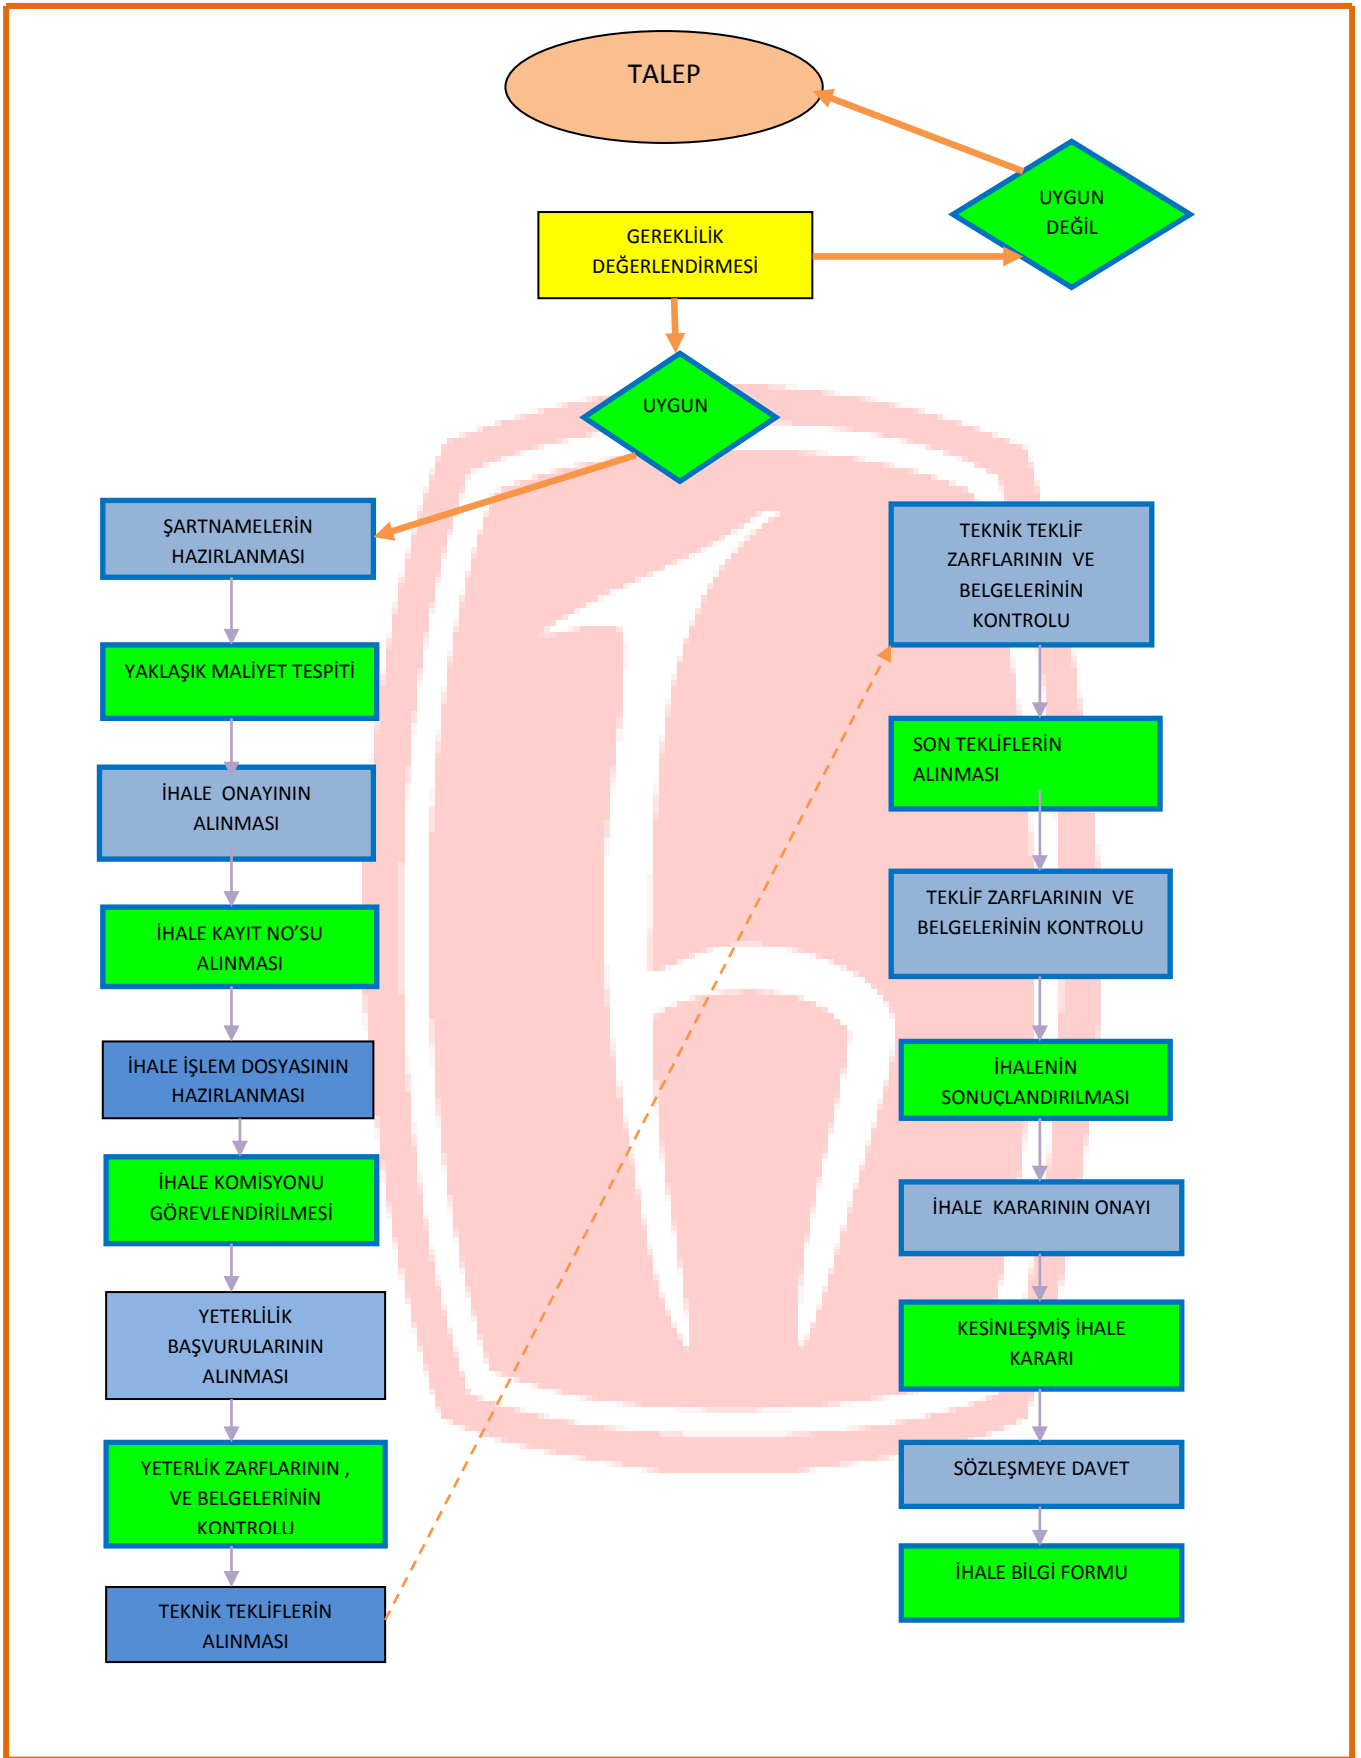 TALEP
UYGUN
DEĞİL
GEREKLİLİK
DEĞERLENDİRMESİ
UYGUN
ŞARTNAMELERİN
HAZIRLANMASI
YAKLAŞIK MALİYET TESPİTİ
İHALE  ONAYININ
ALINMASI
İHALE KAYIT NO’SU
ALINMASI
İHALE İŞLEM DOSYASININ
HAZIRLANMASI
İHALE KOMİSYONU
GÖREVLENDİRİLMESİ
YETERLİLİK
BAŞVURULARININ
ALINMASI
YETERLİK ZARFLARININ ,
VE BELGELERİNİN
KONTROLU
TEKNİK TEKLİFLERİN
ALINMASI
TEKNİK TEKLİF
ZARFLARININ  VE
BELGELERİNİN
KONTROLU
SON TEKLİFLERİN
ALINMASI
TEKLİF ZARFLARININ  VE
BELGELERİNİN KONTROLU
İHALENİN
SONUÇLANDIRILMASI
İHALE  KARARININ ONAYI
KESİNLEŞMİŞ İHALE
KARARI
SÖZLEŞMEYE DAVET
İHALE BİLGİ FORMU